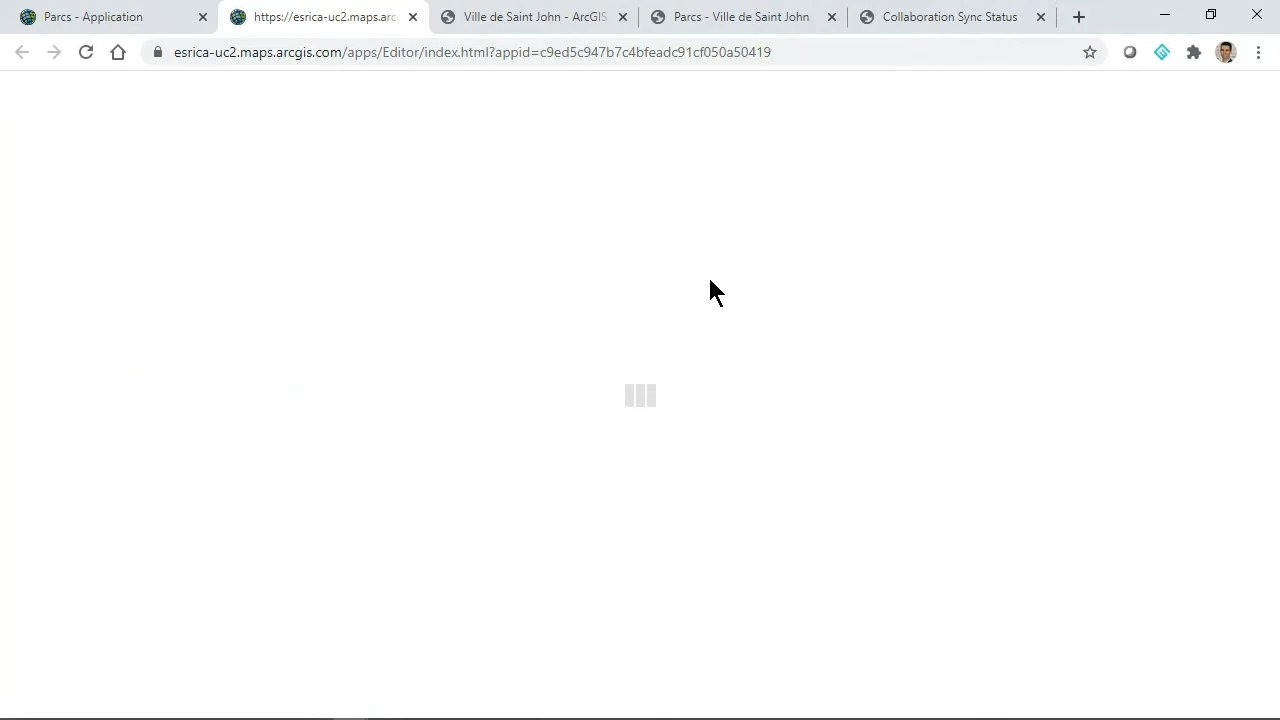 Parcs - Application
https://esrica-uc2.maps.arc
Ville de Saint John - ArcGIS
Parcs - Ville de Saint John
Collaboration Sync Status
esrica-uc2.maps.arcgis.com/apps/Editor/index.html?appid=c9ed5c947b7c4bfeadc91cf050a50419